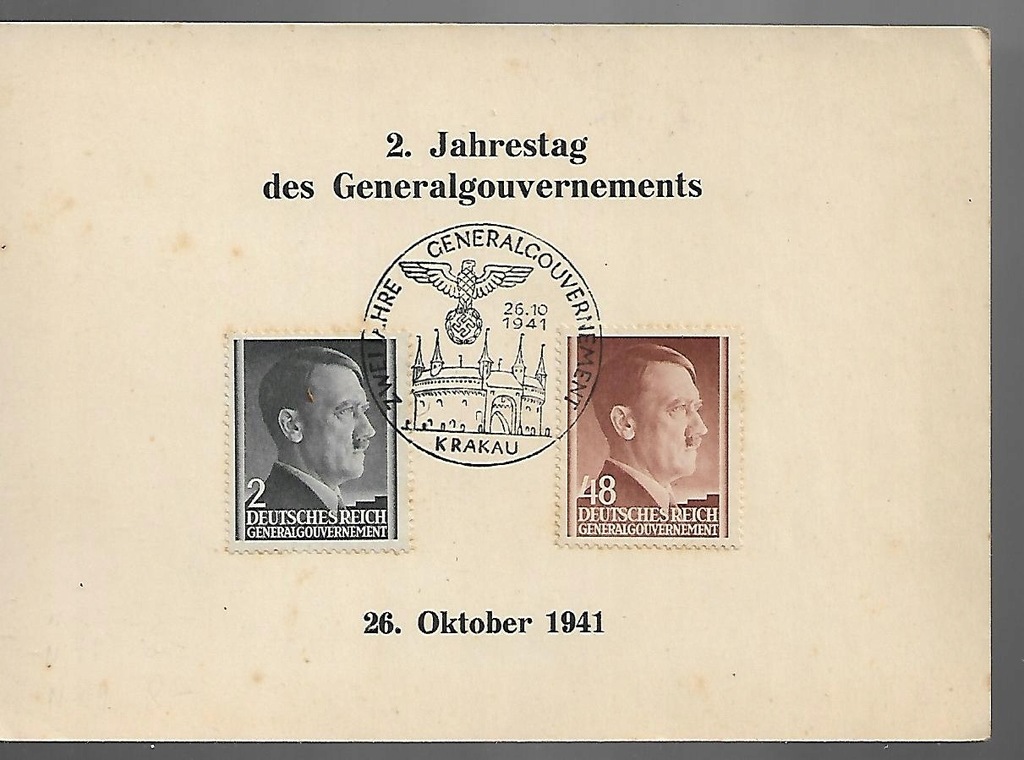 2. Jahrestag
des Generalgouvernements
ZWEI JAHRE GENERALGOUVERNEMENT
26.10
1941
KRAKAU
2
DEUTSCHES REICH
GENERALGOUVERNEMENT
48
DEUTSCHES REICH
GENERALGOUVERNEMENT
26. Oktober 1941